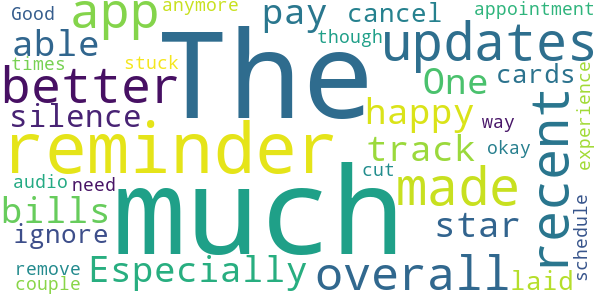 Good
app
anymore
The
pay
cancel
appointment
able
though
updates
times
stuck
better
One
cards
silence
happy
way
recent
experience
reminder
track
okay
audio
need
much
cut
made
bills
star
ignore
schedule
remove
couple
Especially
overall
laid